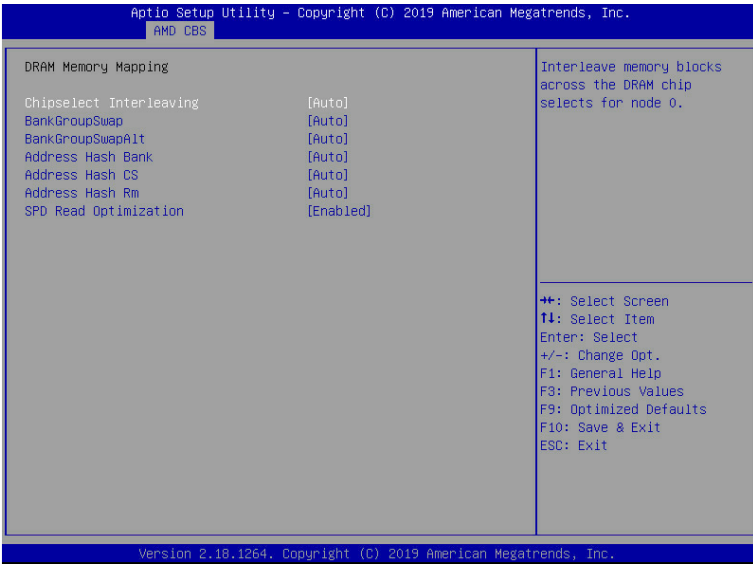 Aptio Setup Utility – Copyright (C) 2019 American Megatrends, Inc.
AMD CBS
DRAM Memory Mapping
Chipselect Interleaving [Auto]
BankGroupSwap [Auto]
BankGroupSwapAlt [Auto]
Address Hash Bank [Auto]
Address Hash CS [Auto]
Address Hash Rm [Auto]
SPD Read Optimization [Enabled]
Interleave memory blocks
across the DRAM chip
selects for node 0.
→←: Select Screen
↑↓: Select Item
Enter: Select
+/-: Change Opt.
F1: General Help
F3: Previous Values
F9: Optimized Defaults
F10: Save & Exit
ESC: Exit
Version 2.18.1264. Copyright (C) 2019 American Megatrends, Inc.